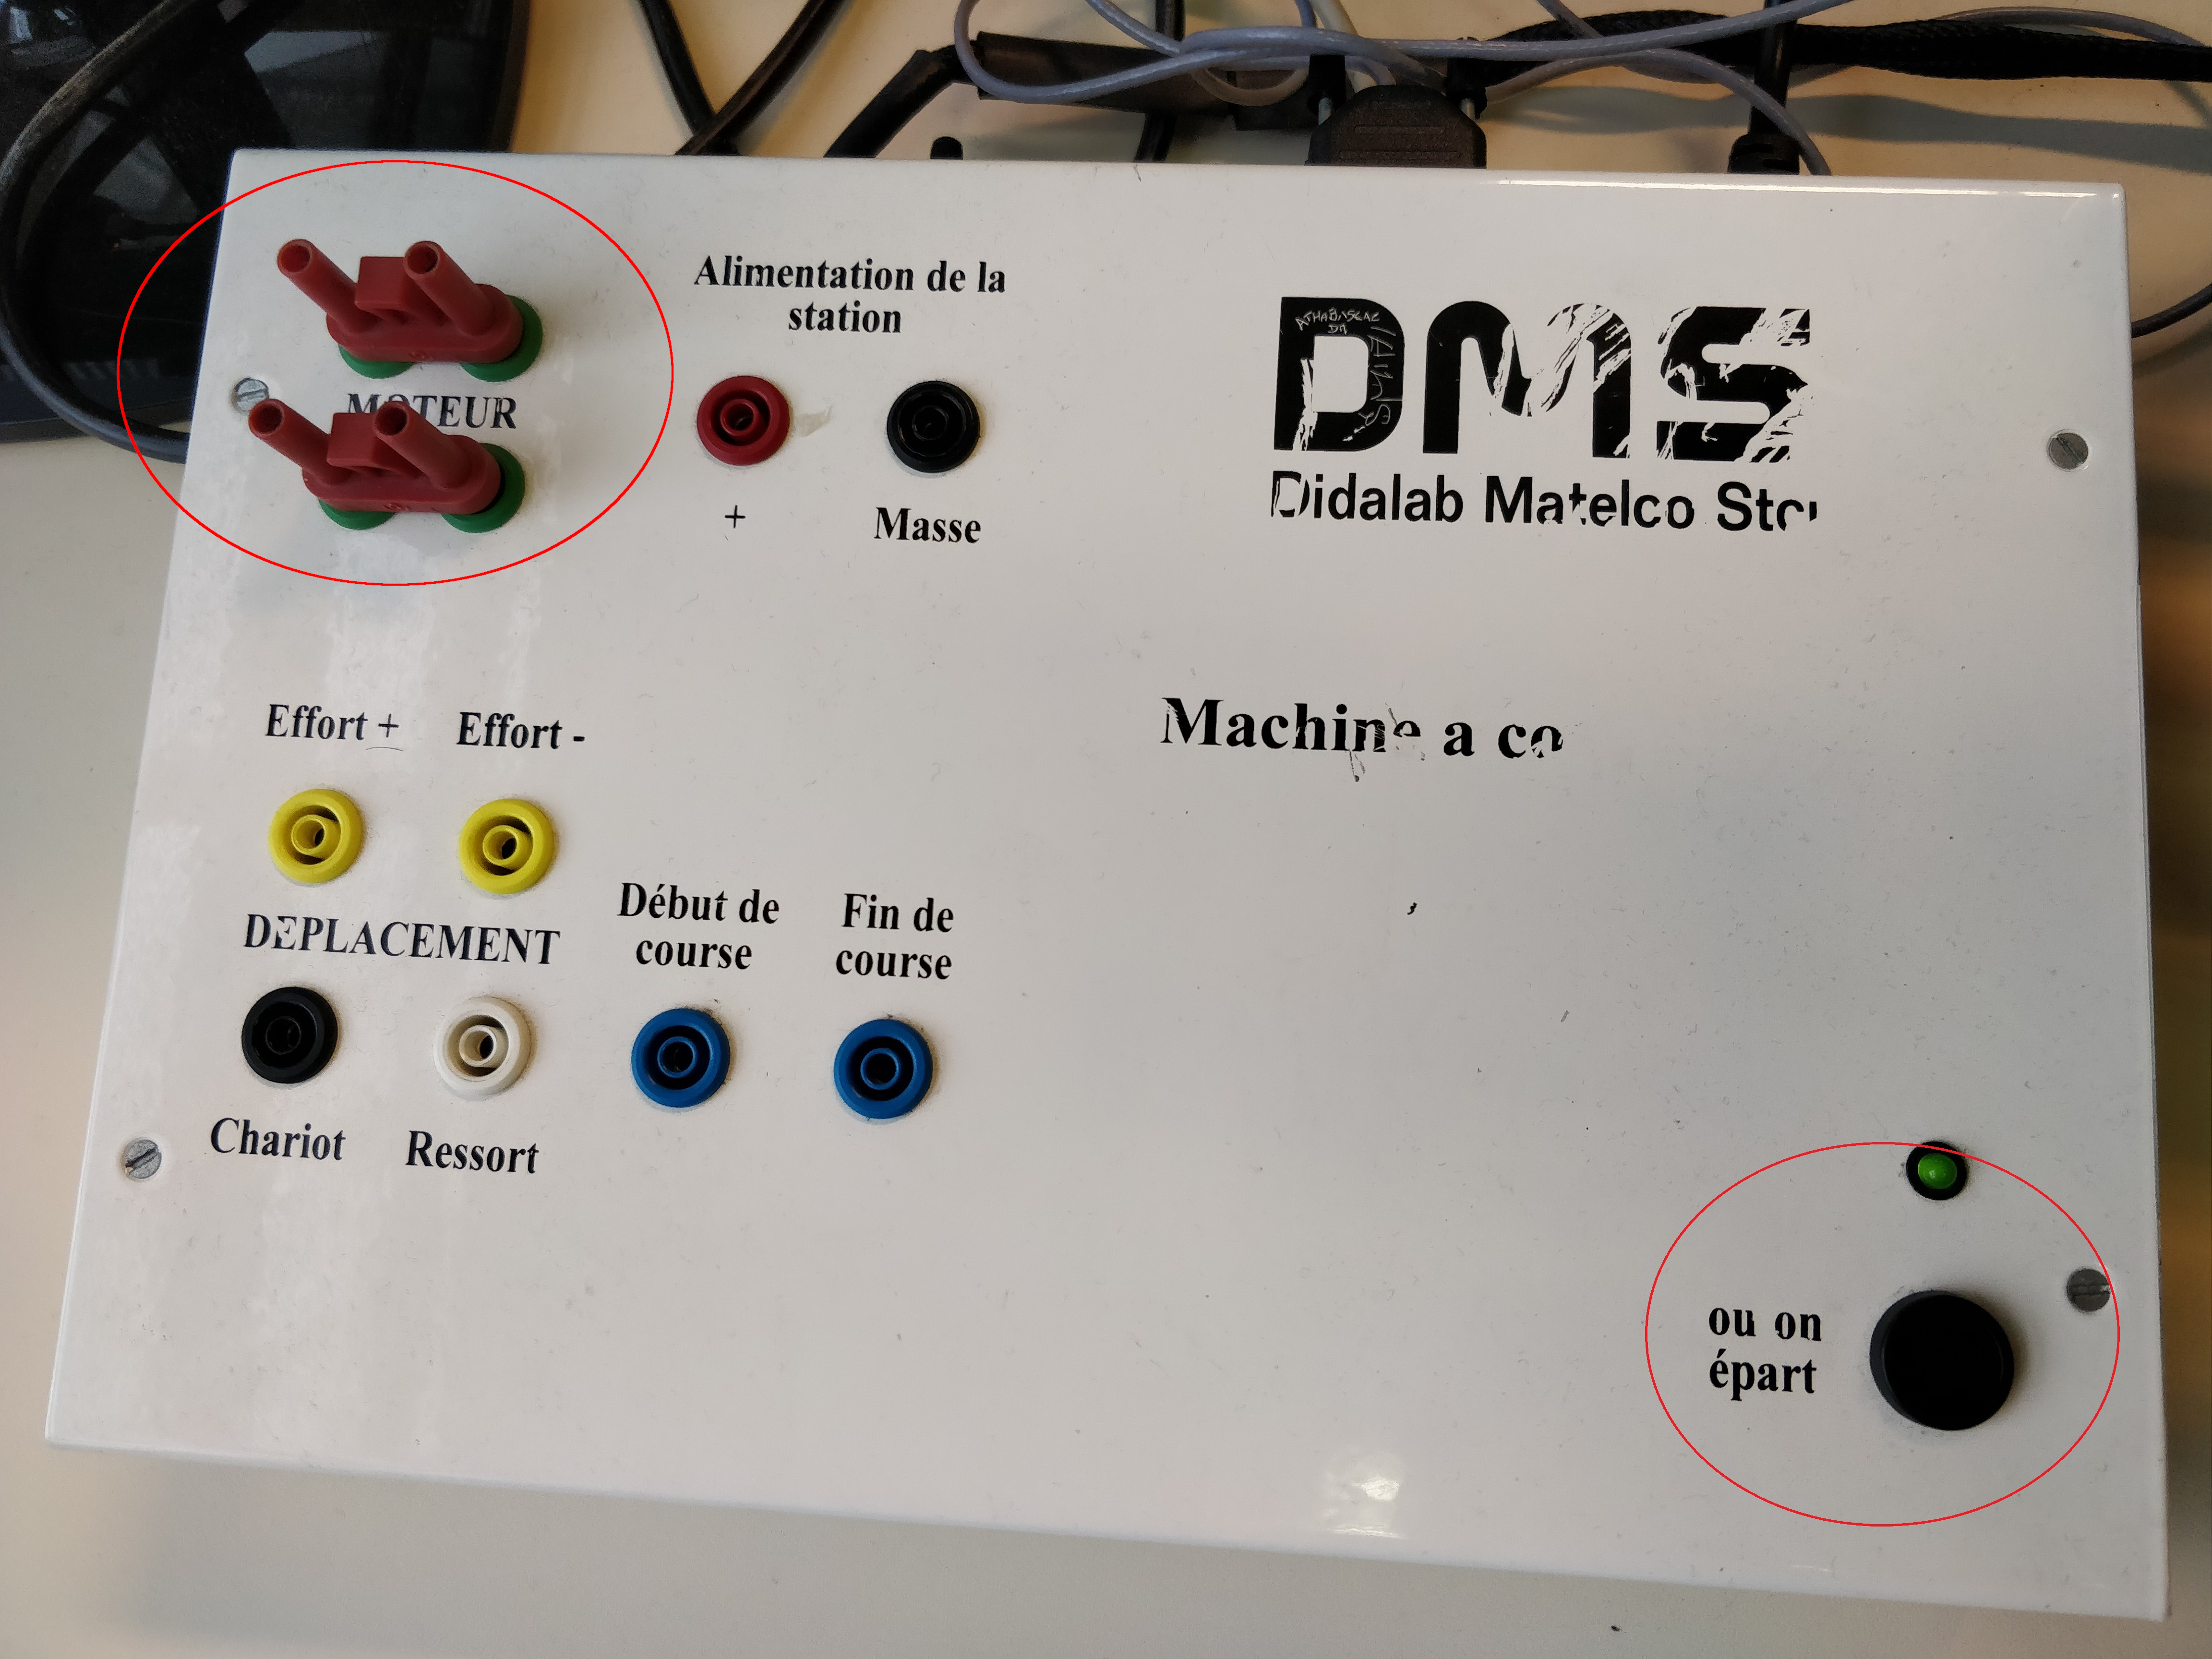 Alimentation de la
station
MOTEUR
+
Masse
DMS
Didalab Matelco
Effort +
Effort -
Machine a co
DEPLACEMENT
Début de
course
Fin de
course
Chariot
Ressort
ou on
épart